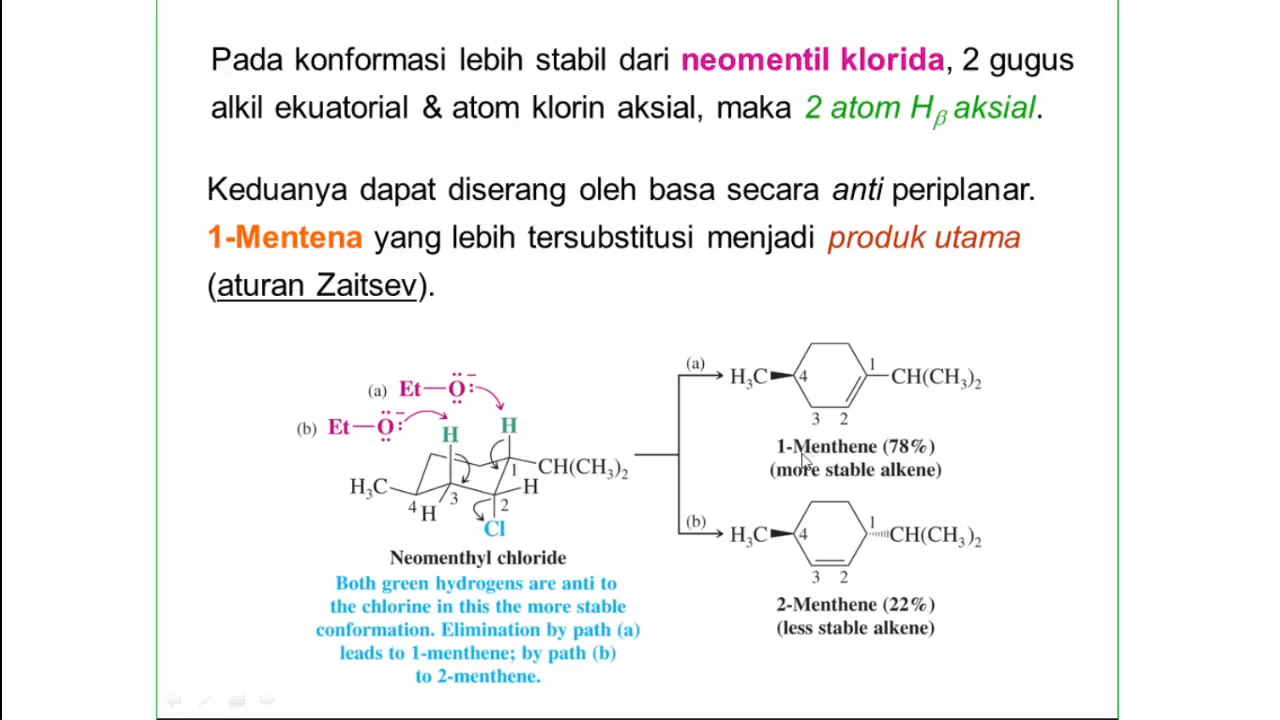 Pada konformasi lebih stabil dari neomentil klorida, 2 gugus
alkil ekuatorial & atom klorin aksial, maka 2 atom Hβ aksial.
Keduanya dapat diserang oleh basa secara anti periplanar.
1-Mentena yang lebih tersubstitusi menjadi produk utama
(aturan Zaitsev).
(a) Et—O:−
(b) Et—O:−
H
H
1
CH(CH3)2
H3C
4
H
3
2
H
Cl
Neomenthyl chloride
Both green hydrogens are anti to
the chlorine in this the more stable
conformation. Elimination by path (a)
leads to 1-menthene; by path (b)
to 2-menthene.
(a)
H3C
4
1
CH(CH3)2
3 2
1-Menthene (78%)
(more stable alkene)
(b)
H3C
4
1
CH(CH3)2
3 2
2-Menthene (22%)
(less stable alkene)